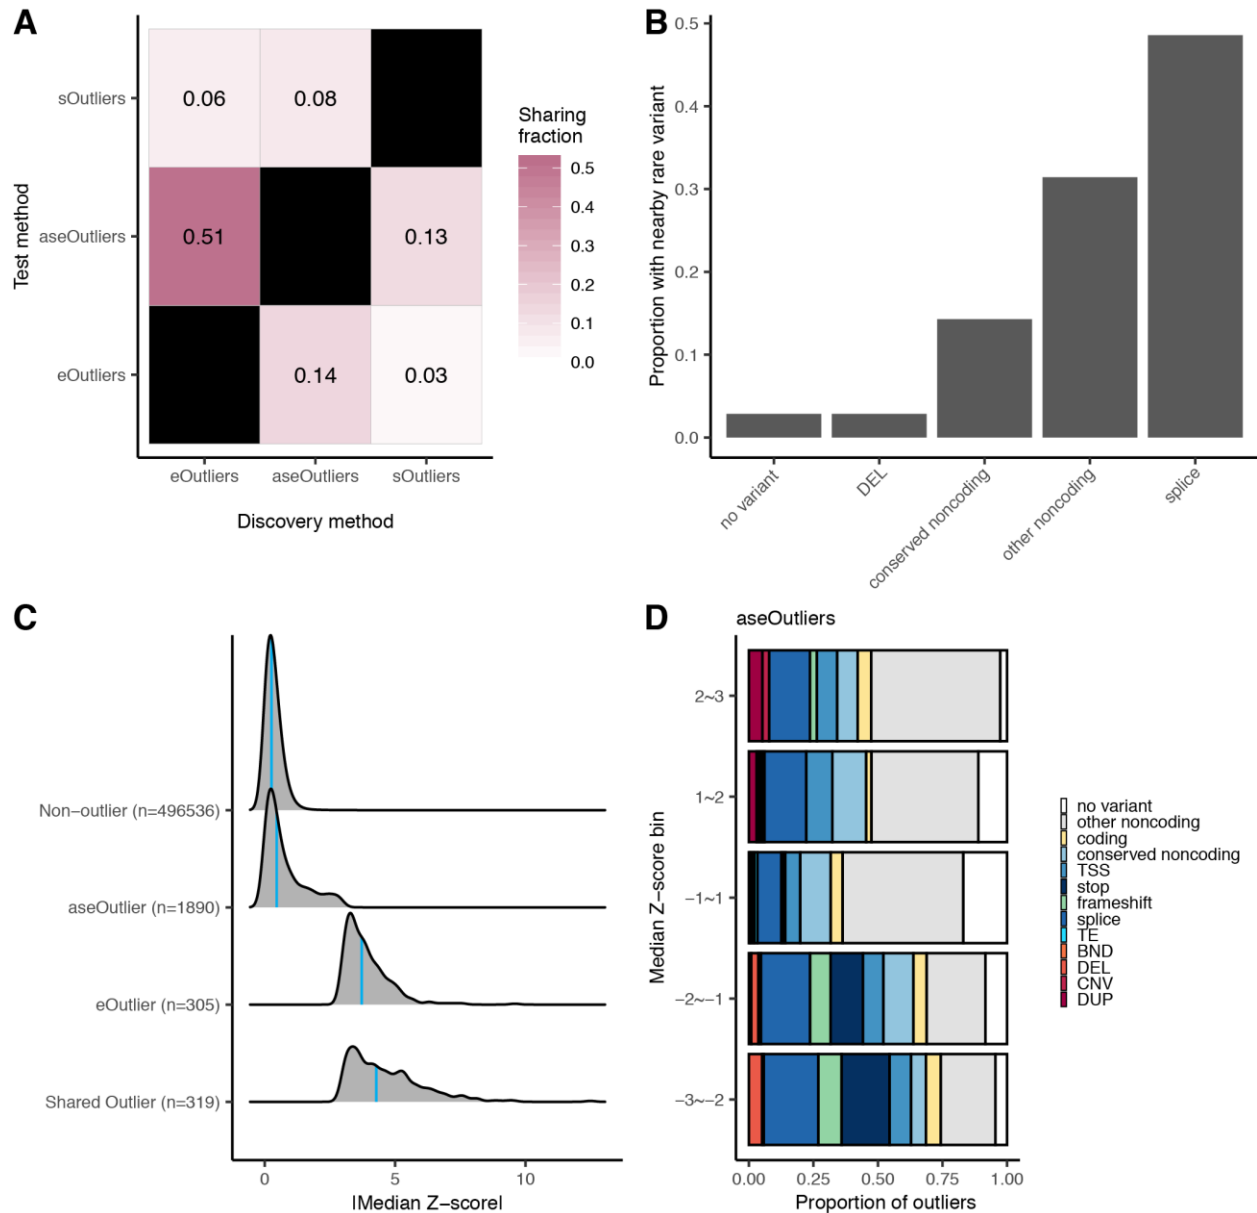 A
sOutliers
aseOutliers
eOutliers
Test method
0.06
0.08
0.51
0.13
0.14
0.03
eOutliers
aseOutliers
sOutliers
Discovery method
Sharing
fraction
0.5
0.4
0.3
0.2
0.1
0.0
B
Proportion with nearby rare variant
0.5
0.4
0.3
0.2
0.1
0.0
no variant
DEL
conserved noncoding
other noncoding
splice
C
Non−outlier (n=496536)
aseOutlier (n=1890)
eOutlier (n=305)
Shared Outlier (n=319)
0
5
10
|Median Z−score|
D
aseOutliers
Median Z−score bin
2~3
1~2
−1~1
−2~−1
−3~−2
0.00
0.25
0.50
0.75
1.00
Proportion of outliers
no variant
other noncoding
coding
conserved noncoding
TSS
stop
frameshift
splice
TE
BND
DEL
CNV
DUP